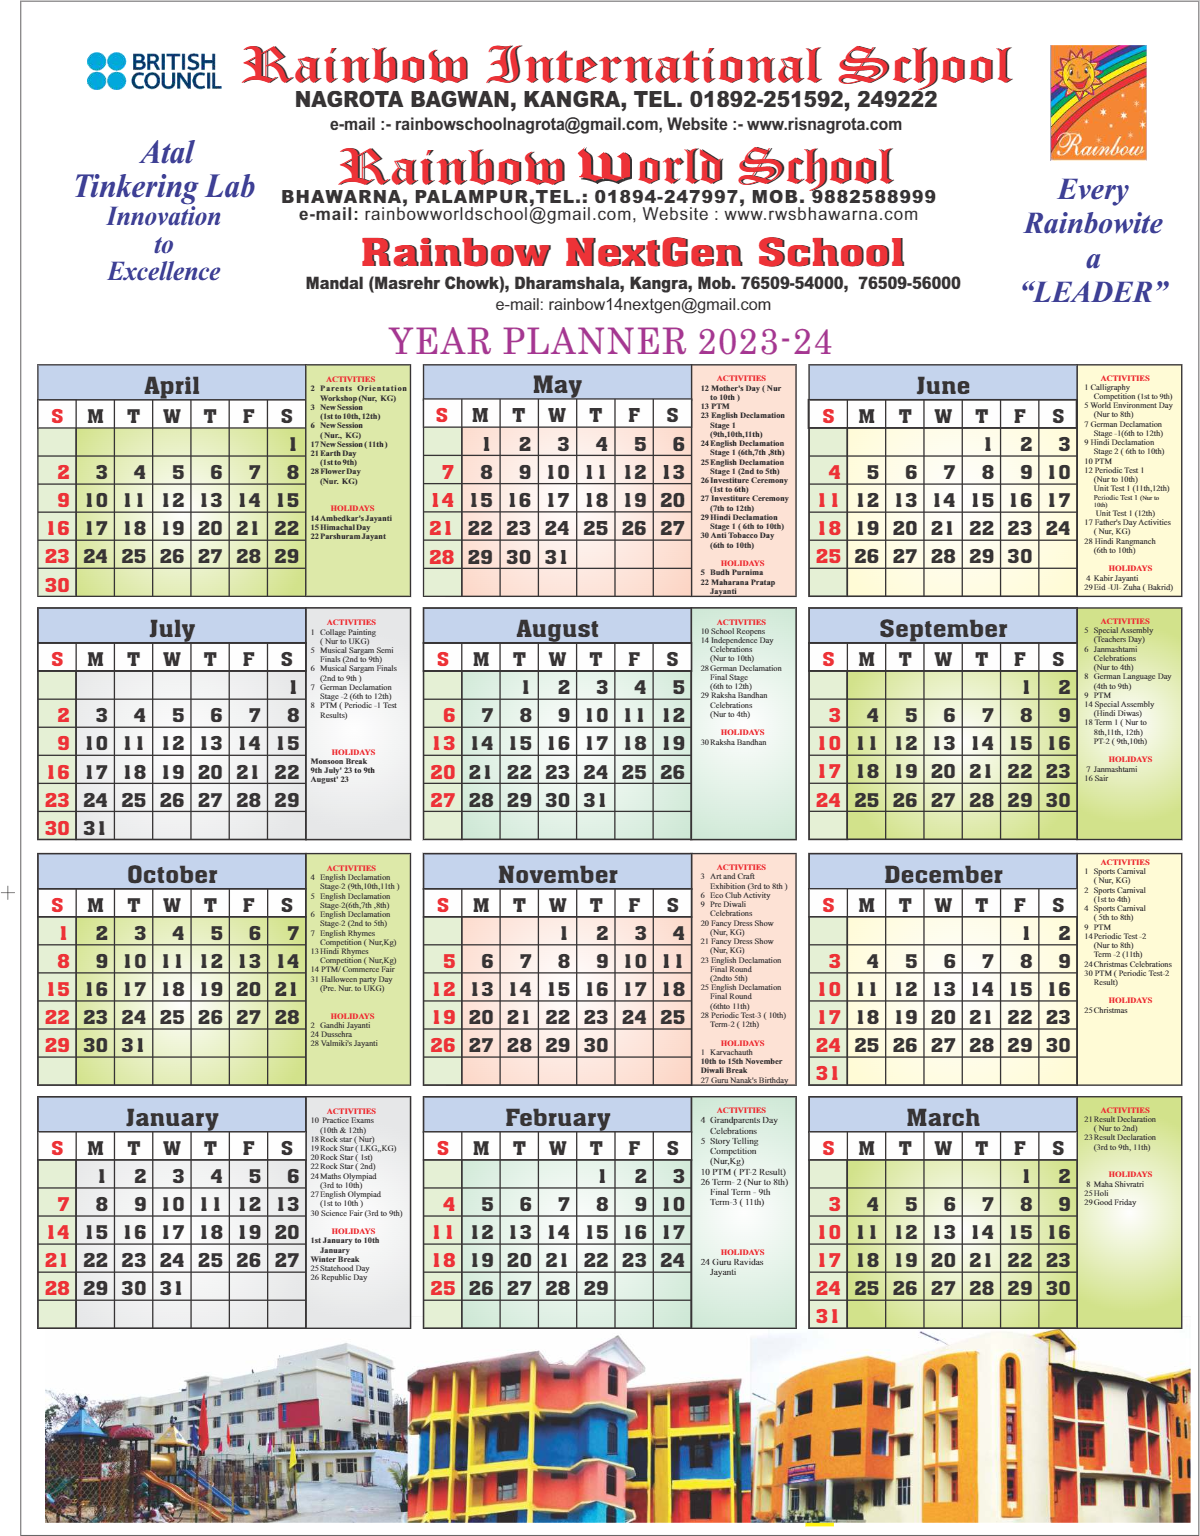 BRITISH
COUNCIL
Rainbow International School
NAGROTA BAGWAN, KANGRA, TEL. 01892-251592, 249222
e-mail :- rainbowschoolnagrota@gmail.com, Website :- www.risnagrota.com
Rainbow
Atal
Tinkering Lab
Innovation
to
Excellence
Rainbow World School
BHAWARNA, PALAMPUR,TEL.: 01894-247997, MOB. 9882588999
e-mail: rainbowworldschool@gmail.com, Website : www.rwsbhawarna.com
Every
Rainbowite
a
“LEADER”
Rainbow NextGen School
Mandal (Masrehr Chowk), Dharamshala, Kangra, Mob. 76509-54000, 76509-56000
e-mail: rainbow14nextgen@gmail.com
YEAR PLANNER 2023-24
April
S M T W T F S
1
2 3 4 5 6 7 8
9 10 11 12 13 14 15
16 17 18 19 20 21 22
23 24 25 26 27 28 29
30
ACTIVITIES
2 Parents Orientation
Workshop (Nur, KG)
3 New Session
(1st to 10th, 12th)
6 New Session
(Nur., KG)
17 New Session ( 11th )
21 Earth Day
(1st to 9th)
28 Flower Day
(Nur. KG)
HOLIDAYS
14 Ambedkar's Jayanti
15 Himachal Day
22 Parshuram Jayant
May
S M T W T F S
1 2 3 4 5 6
7 8 9 10 11 12 13
14 15 16 17 18 19 20
21 22 23 24 25 26 27
28 29 30 31
ACTIVITIES
12 Mother's Day ( Nur
to 10th )
13 PTM
23 English Declamation
Stage 1
(9th,10th,11th)
24 English Declamation
Stage 1 (6th,7th ,8th)
25 English Declamation
Stage 1 (2nd to 5th)
26 Investiture Ceremony
(1st to 6th)
27 Investiture Ceremony
(7th to 12th)
29 Hindi Declamation
Stage 1 ( 6th to 10th)
30 Anti Tobacco Day
(6th to 10th)
HOLIDAYS
5 Budh Purnima
22 Maharana Pratap
Jayanti
June
S M T W T F S
1 2 3
4 5 6 7 8 9 10
11 12 13 14 15 16 17
18 19 20 21 22 23 24
25 26 27 28 29 30
ACTIVITIES
1 Calligraphy
Competition (1st to 9th)
5 World Environment Day
(Nur to 8th)
7 German Declamation
Stage -1(6th to 12th)
9 Hindi Declamation
Stage 2 ( 6th to 10th)
10 PTM
12 Periodic Test 1
(Nur to 10th)
Unit Test 1 (11th,12th)
Periodic Test 1 (Nur to
10th)
Unit Test 1 (12th)
17 Father's Day Activities
( Nur, KG)
28 Hindi Rangmanch
(6th to 10th)
HOLIDAYS
4 Kabir Jayanti
29 Eid -Ul- Zuha ( Bakrid)
July
S M T W T F S
1
2 3 4 5 6 7 8
9 10 11 12 13 14 15
16 17 18 19 20 21 22
23 24 25 26 27 28 29
30 31
ACTIVITIES
1 Collage Painting
( Nur to UKG)
5 Musical Sargam Semi
Finals (2nd to 9th)
6 Musical Sargam Finals
(2nd to 9th )
7 German Declamation
Stage -2 (6th to 12th)
8 PTM ( Periodic -1 Test
Results)
HOLIDAYS
Monsoon Break
9th July' 23 to 9th
August' 23
August
S M T W T F S
1 2 3 4 5
6 7 8 9 10 11 12
13 14 15 16 17 18 19
20 21 22 23 24 25 26
27 28 29 30 31
ACTIVITIES
10 School Reopens
14 Independence Day
Celebrations
(Nur to 10th)
28 German Declamation
Final Stage
(6th to 12th)
29 Raksha Bandhan
Celebrations
(Nur to 4th)
HOLIDAYS
30 Raksha Bandhan
September
S M T W T F S
1 2
3 4 5 6 7 8 9
10 11 12 13 14 15 16
17 18 19 20 21 22 23
24 25 26 27 28 29 30
ACTIVITIES
5 Special Assembly
(Teachers Day)
6 Janmashtami
Celebrations
(Nur to 4th)
8 German Language Day
(4th to 9th)
9 PTM
14 Special Assembly
(Hindi Diwas)
18 Term 1 ( Nur to
8th,11th, 12th)
PT-2 ( 9th,10th)
HOLIDAYS
7 Janmashtami
16 Sair
October
S M T W T F S
1 2 3 4 5 6 7
8 9 10 11 12 13 14
15 16 17 18 19 20 21
22 23 24 25 26 27 28
29 30 31
ACTIVITIES
4 English Declamation
Stage-2 (9th,10th,11th )
5 English Declamation
Stage-2(6th,7th ,8th)
6 English Declamation
Stage-2 (2nd to 5th)
7 English Rhymes
Competition ( Nur,Kg)
13 Hindi Rhymes
Competition ( Nur,Kg)
14 PTM/ Commerce Fair
31 Halloween party Day
(Pre. Nur. to UKG)
HOLIDAYS
2 Gandhi Jayanti
24 Dussehra
28 Valmiki's Jayanti
November
S M T W T F S
1 2 3 4
5 6 7 8 9 10 11
12 13 14 15 16 17 18
19 20 21 22 23 24 25
26 27 28 29 30
ACTIVITIES
3 Art and Craft
Exhibition (3rd to 8th )
6 Eco Club Activity
9 Pre Diwali
Celebrations
20 Fancy Dress Show
(Nur, KG)
21 Fancy Dress Show
(Nur, KG)
23 English Declamation
Final Round
(2ndto 5th)
25 English Declamation
Final Round
(6thto 11th)
28 Periodic Test-3 ( 10th)
Term-2 ( 12th)
HOLIDAYS
1 Karvachauth
10th to 15th November
Diwali Break
27 Guru Nanak's Birthday
December
S M T W T F S
1 2
3 4 5 6 7 8 9
10 11 12 13 14 15 16
17 18 19 20 21 22 23
24 25 26 27 28 29 30
31
ACTIVITIES
1 Sports Carnival
( Nur, KG)
2 Sports Carnival
(1st to 4th)
4 Sports Carnival
( 5th to 8th)
9 PTM
14 Periodic Test -2
(Nur to 8th)
Term -2 (11th)
24 Christmas Celebrations
30 PTM ( Periodic Test-2
Result)
HOLIDAYS
25 Christmas
January
S M T W T F S
1 2 3 4 5 6
7 8 9 10 11 12 13
14 15 16 17 18 19 20
21 22 23 24 25 26 27
28 29 30 31
ACTIVITIES
10 Practice Exams
(10th & 12th)
18 Rock star ( Nur)
19 Rock Star ( LKG,,KG)
20 Rock Star ( 1st)
22 Rock Star ( 2nd)
24 Maths Olympiad
(3rd to 10th)
27 English Olympiad
(1st to 10th )
30 Science Fair (3rd to 9th)
HOLIDAYS
1st January to 10th
January
Winter Break
25 Statehood Day
26 Republic Day
February
S M T W T F S
1 2 3
4 5 6 7 8 9 10
11 12 13 14 15 16 17
18 19 20 21 22 23 24
25 26 27 28 29
ACTIVITIES
4 Grandparents Day
Celebrations
5 Story Telling
Competition
(Nur,Kg)
10 PTM ( PT-2 Result)
26 Term- 2 (Nur to 8th)
Final Term - 9th
Term-3 ( 11th)
HOLIDAYS
24 Guru Ravidas
Jayanti
March
S M T W T F S
1 2
3 4 5 6 7 8 9
10 11 12 13 14 15 16
17 18 19 20 21 22 23
24 25 26 27 28 29 30
31
ACTIVITIES
21 Result Declaration
( Nur to 2nd)
23 Result Declaration
(3rd to 9th, 11th)
HOLIDAYS
8 Maha Shivratri
25 Holi
29 Good Friday